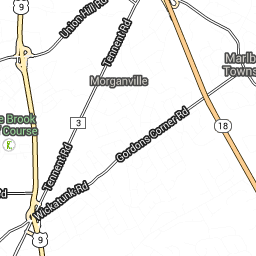 9
Union Hill Rd
Tennent Rd
Marlb
Towns
Morganville
e Brook
Course
3
Gordons Corner Rd
18
Tennent Rd
Rd
Wickatunk Rd
9